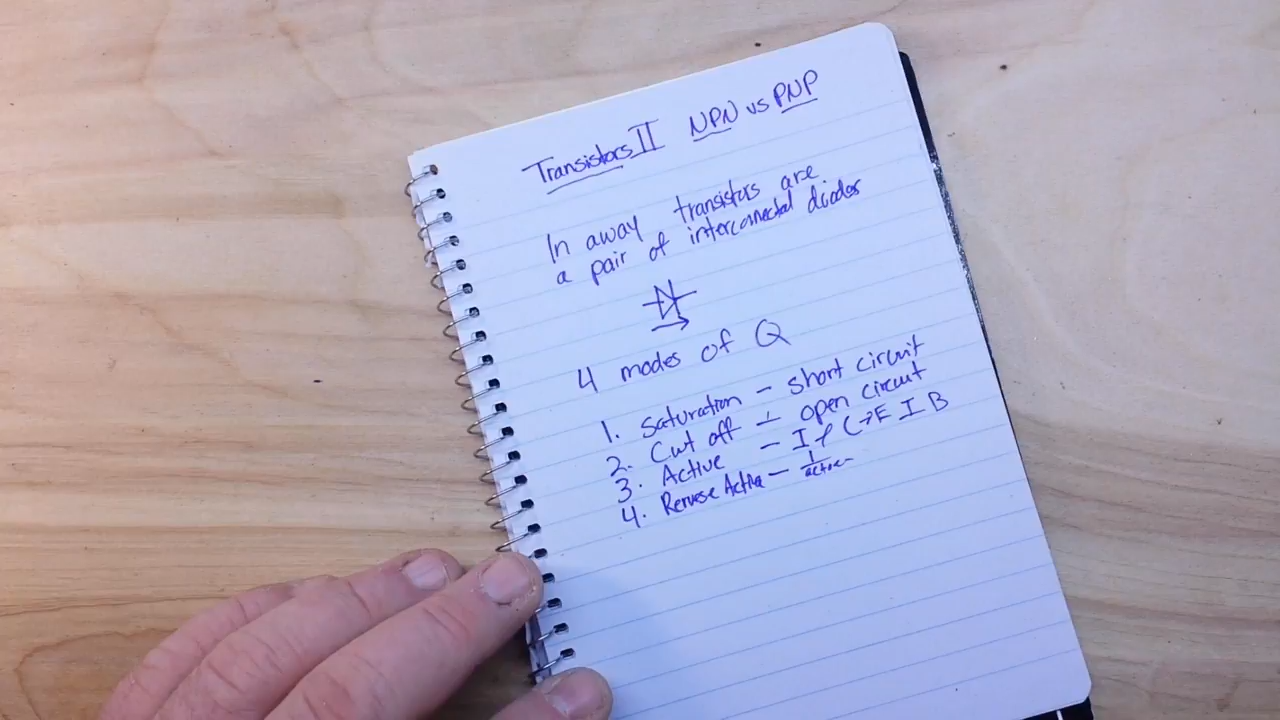 Transistors II NPN vs PNP
In away transistors are
a pair of interconnected diodes
4 modes of Q
1. Saturation - short circuit
2. Cut off - open circuit
3. Active - I f C→E I B
4. Reverse Active - 1/active